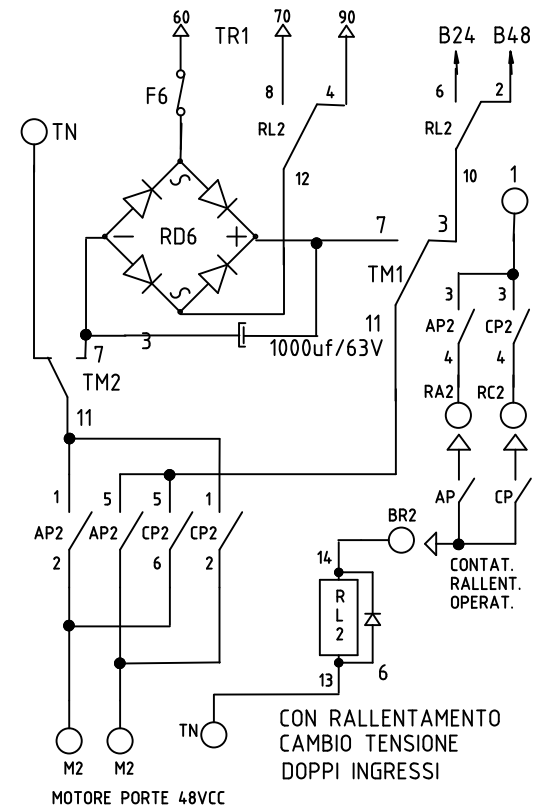 60 TR1 70 90
B24 B48
F6
8 4
6 2
TN
RL2
RL2
12
10 1
RD6
− +
7 3
TM1
3 3
11
AP2 CP2
3
1000uf/63V
4 4
7
TM2
RA2 RC2
11
1 5 5 1
AP CP
BR2
AP2 AP2 CP2 CP2
2 6 2
14
CONTAT.
RALLENT.
OPERAT.
R
L
2
13 6
TN
M2 M2
CON RALLENTAMENTO
CAMBIO TENSIONE
DOPPI INGRESSI
MOTORE PORTE 48VCC